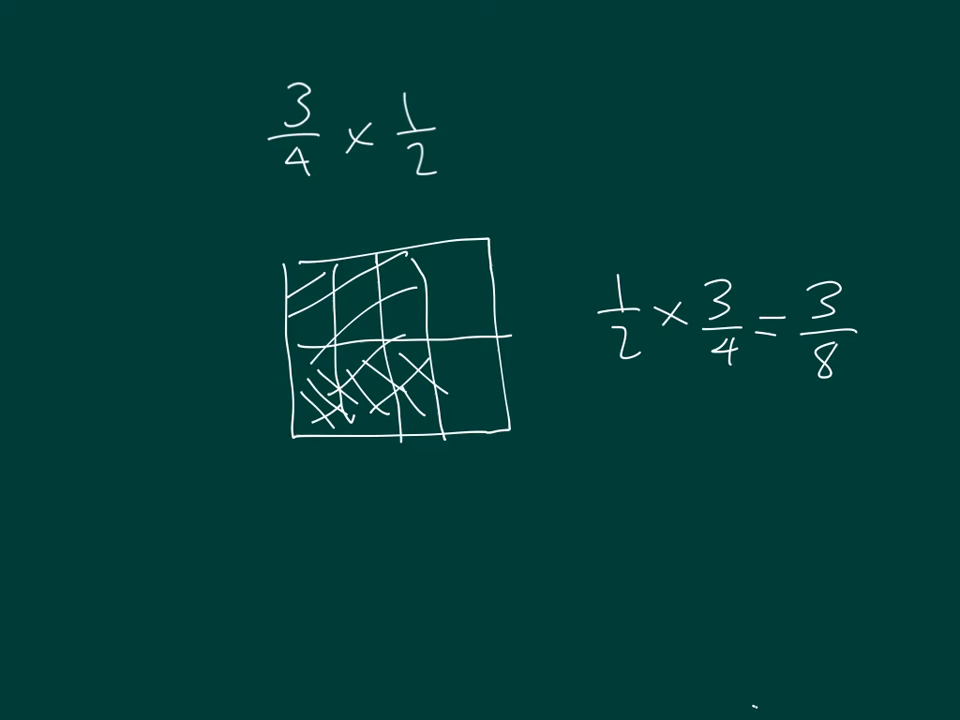 3/4 × 1/2
1/2 × 3/4 = 3/8